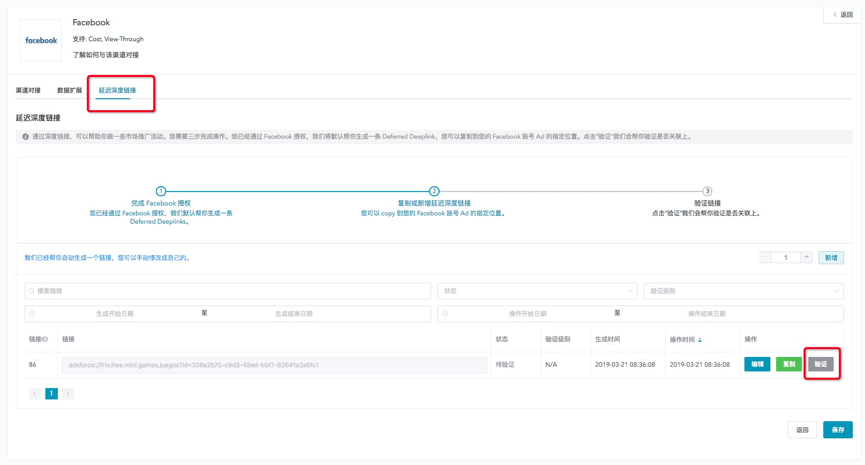 返回
facebook
Facebook
支持: Cost, View-Through
了解如何与该渠道对接
渠道对接 数据扩展 延迟深度链接
延迟深度链接
通过深度链接，可以帮助你做一些市场推广活动。您需要三步完成操作。您已经通过 Facebook 授权，我们将默认帮你生成一条 Deferred Deeplink，您可以复制到您的 Facebook 账号 Ad 的指定位置。点击“验证”我们会帮你验证是否关联上。
1 2 3
完成 Facebook 授权 复制或新增延迟深度链接 验证链接
您已经通过 Facebook 授权，我们默认帮你生成一条 您可以 copy 到您的 Facebook 账号 Ad 的指定位置。 点击“验证”我们会帮你验证是否关联上。
Deferred Deeplinks。
我们已经帮你自动生成一个链接，您可以手动修改成自己的。 − 1 + 新增
搜索链接 状态 验证级别
生成开始日期 至 生成结束日期 操作开始日期 至 操作结束日期
链接ID 链接 状态 验证级别 生成时间 操作时间 操作
86 待验证 N/A 2019-03-21 08:36:08 2019-03-21 08:36:08 编辑 复制 验证
1
返回 保存